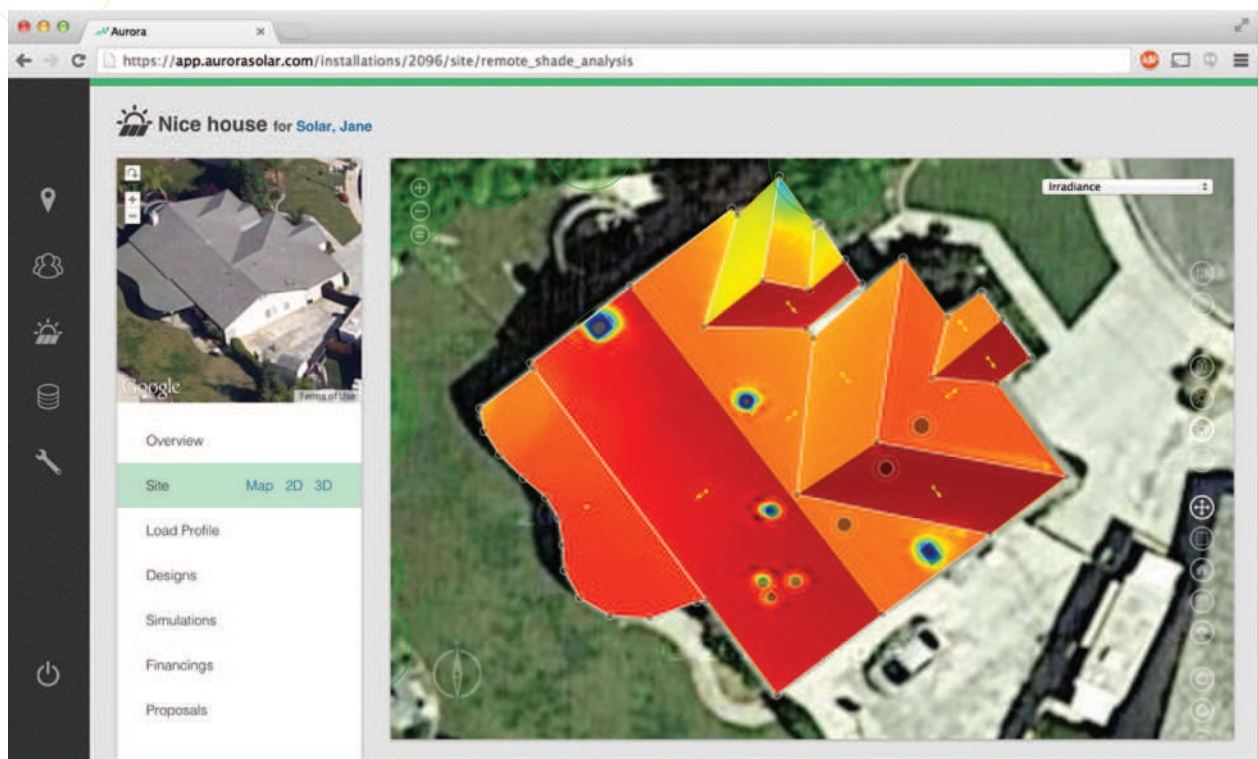 Aurora
https://app.aurorasolar.com/installations/2096/site/remote_shade_analysis
Nice house for Solar, Jane
Irradiance
Google
Terms of Use
Overview
Site Map 2D 3D
Load Profile
Designs
Simulations
Financings
Proposals